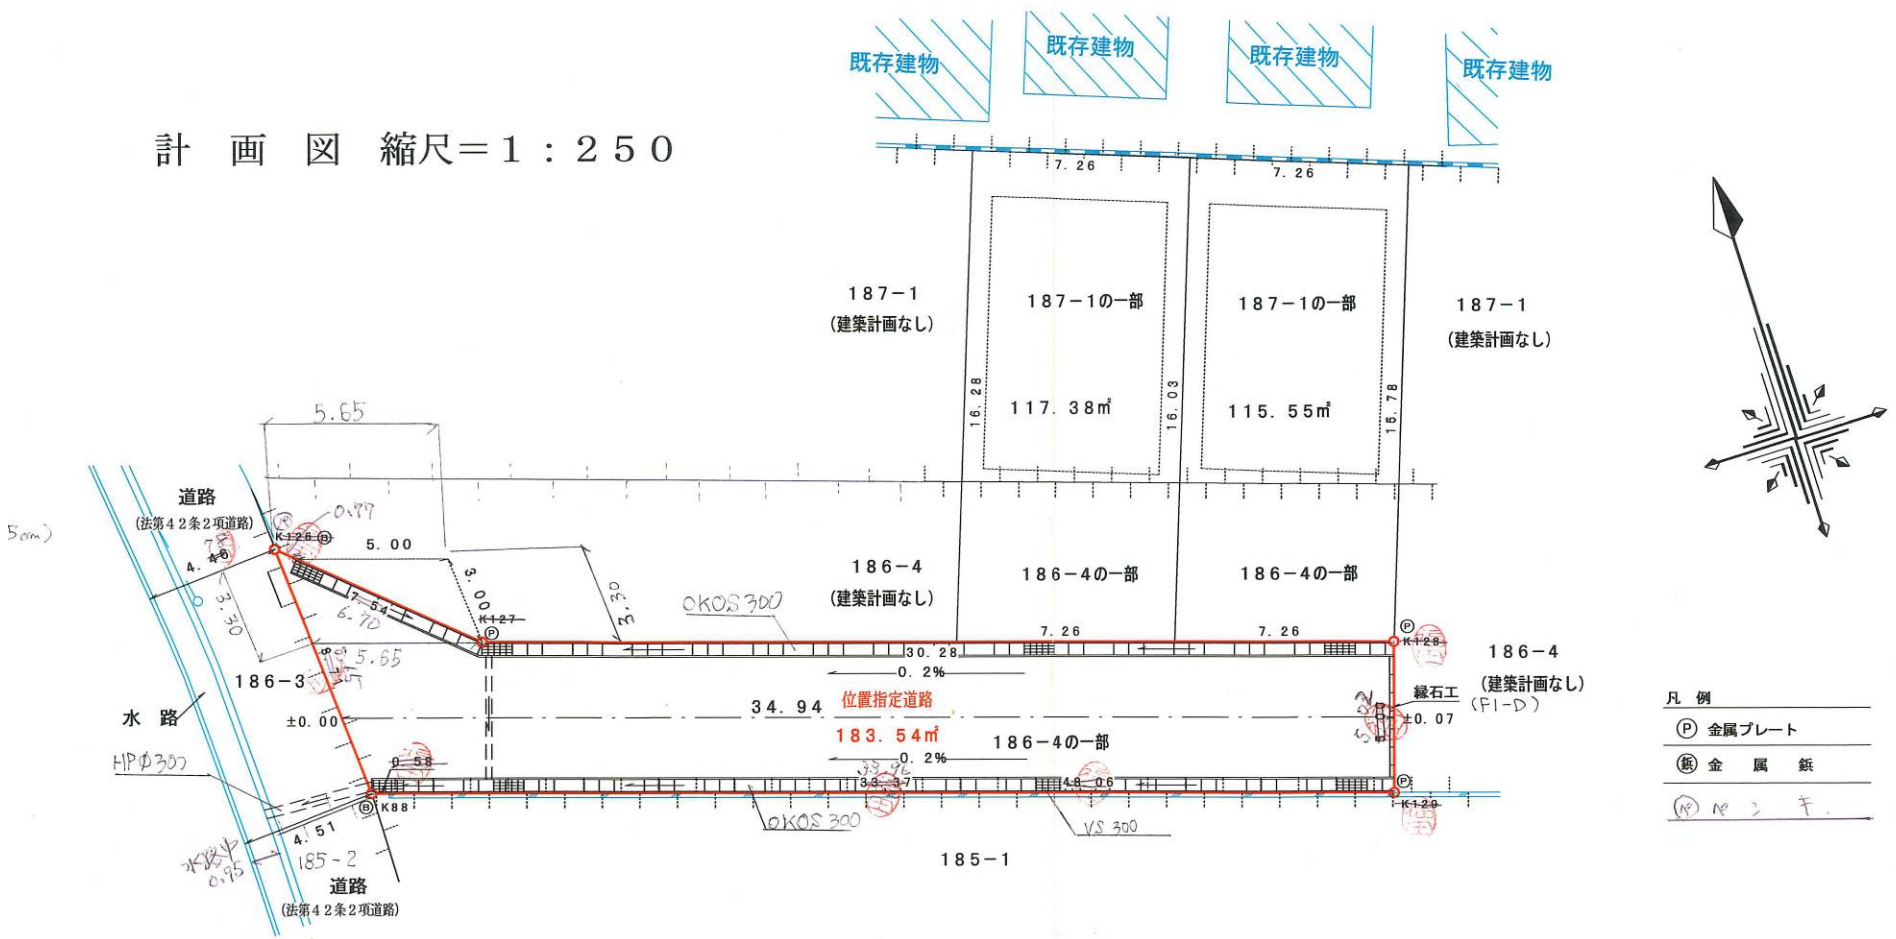 計画図 縮尺=1:250
既存建物
既存建物
既存建物
既存建物
7.26
7.26
187-1
(建築計画なし)
187-1の一部
187-1の一部
187-1
(建築計画なし)
16.28
117.38㎡
16.03
115.55㎡
15.78
5.65
道路
(法第42条2項道路)
0.77
K126 Ⓑ
5.00
4.46
3.30
7.54
6.70
3.00
K127
Ⓟ
3.30
OKOS300
186-4
(建築計画なし)
186-4の一部
186-4の一部
7.26
7.26
Ⓟ
K128
186-4
(建築計画なし)
30.28
0.2%
5.65
186-3
水路
±0.00
34.94
位置指定道路
183.54㎡
186-4の一部
0.2%
縁石工
(F1-D)
±0.07
HPΦ300
0.58
33.96
Ⓑ K88
Ⓟ
K129
4.51
OKOS300
VS300
0.95
185-2
185-1
道路
(法第42条2項道路)
凡例
Ⓟ 金属プレート
㊎ 金属鋲
ペンキ.